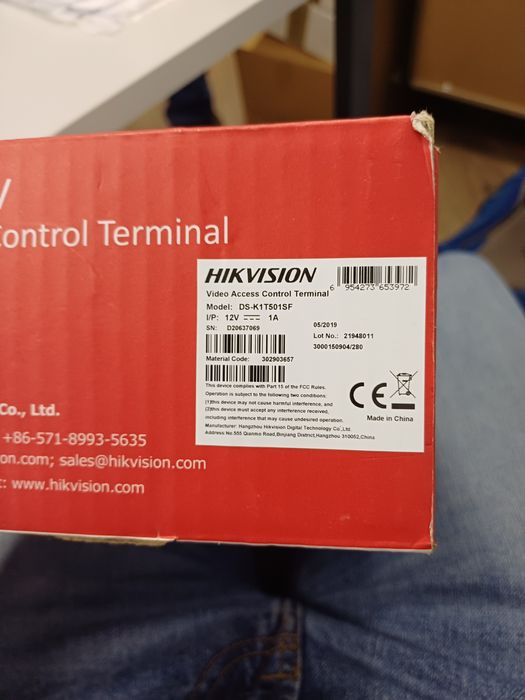 y
Control Terminal
HIKVISION
6 954273 653972
Video Access Control Terminal
Model: DS-K1T501SF
I/P: 12V 1A
SN: D20637069
05/2019
Lot No.: 21948011
3000150904/280
Material Code: 302903657
This device complies with Part 15 of the FCC Rules.
Operation is subject to the following two conditions:
(1)this device may not cause harmful interference, and
(2)this device must accept any interference received,
including interference that may cause undesired operation.
Manufacturer: Hangzhou Hikvision Digital Technology Co.,Ltd.
Address:No.555 Qianmo Road,Binjiang District,Hangzhou 310052,China
CE
Made in China
Co., Ltd.
+86-571-8993-5635
on.com; sales@hikvision.com
: www.hikvision.com